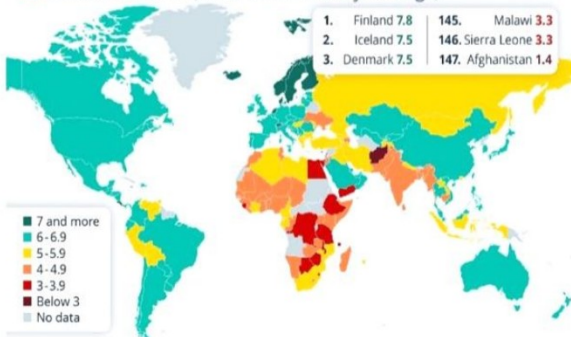 1. Finland 7.8
2. Iceland 7.5
3. Denmark 7.5
145. Malawi 3.3
146. Sierra Leone 3.3
147. Afghanistan 1.4
7 and more
6-6.9
5-5.9
4-4.9
3-3.9
Below 3
No data